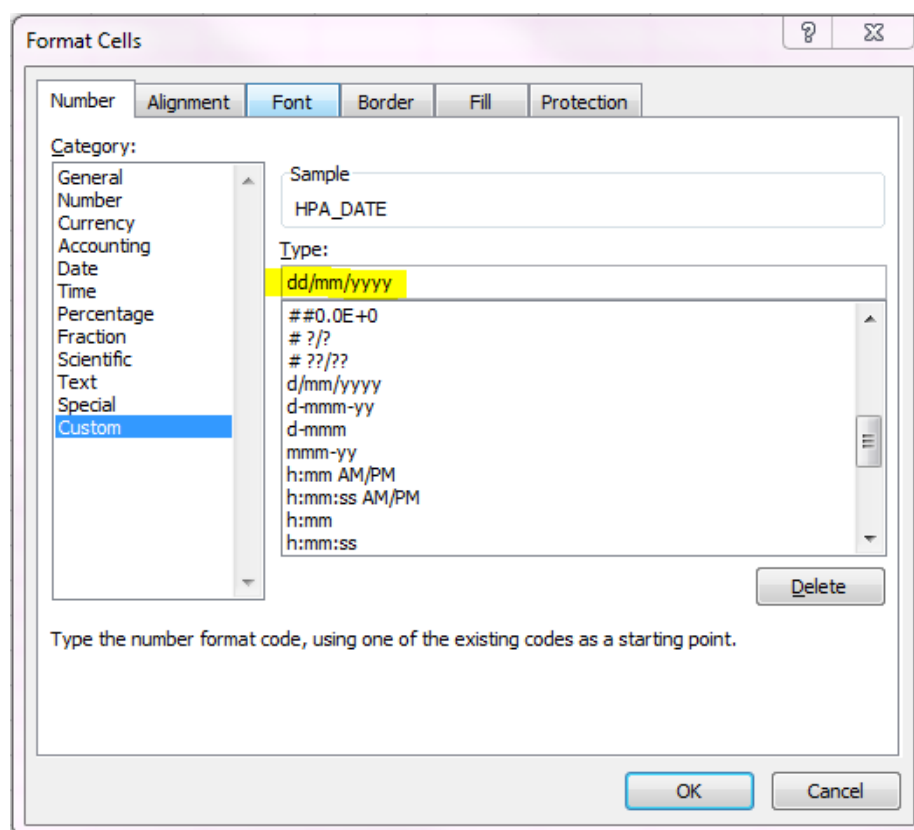 Format Cells
Number Alignment Font Border Fill Protection
Category:
General
Number
Currency
Accounting
Date
Time
Percentage
Fraction
Scientific
Text
Special
Custom
Sample
HPA_DATE
Type:
dd/mm/yyyy
##0.0E+0
# ?/?
# ??/??
d/mm/yyyy
d-mmm-yy
d-mmm
mmm-yy
h:mm AM/PM
h:mm:ss AM/PM
h:mm
h:mm:ss
Delete
Type the number format code, using one of the existing codes as a starting point.
OK Cancel